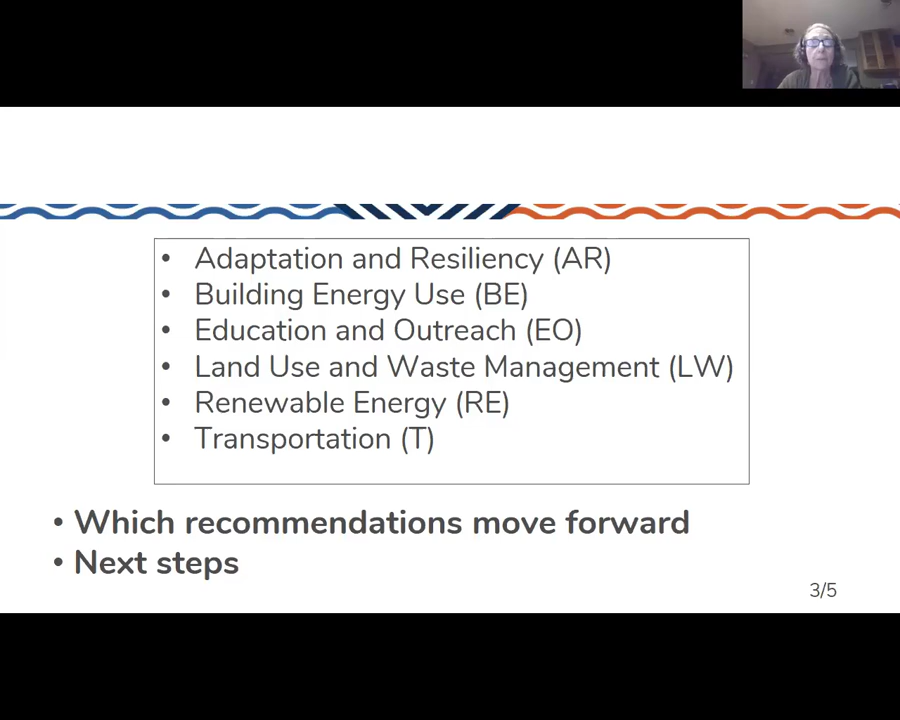 • Adaptation and Resiliency (AR)
• Building Energy Use (BE)
• Education and Outreach (EO)
• Land Use and Waste Management (LW)
• Renewable Energy (RE)
• Transportation (T)
• Which recommendations move forward
• Next steps
3/5